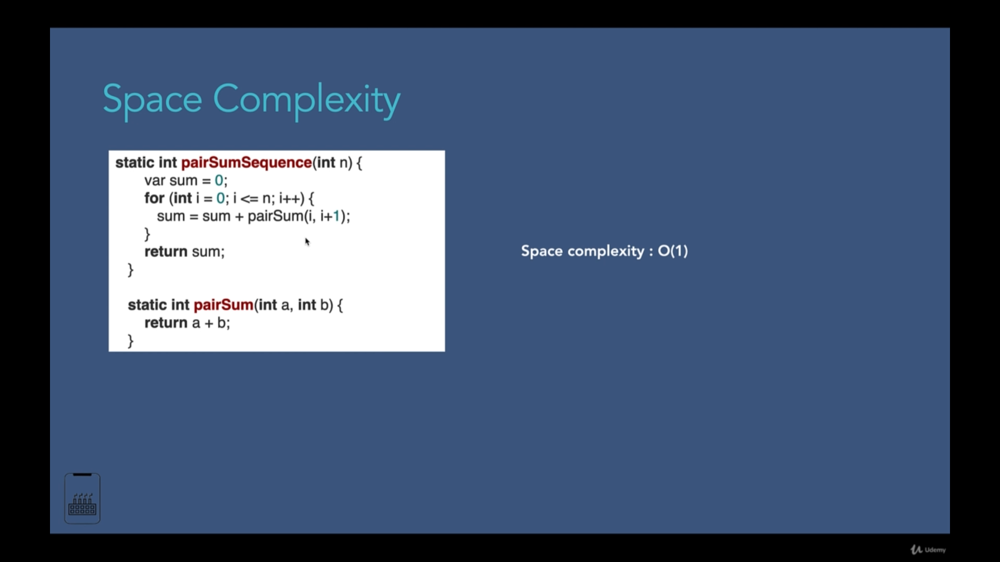 Space Complexity
static int pairSumSequence(int n) {
var sum = 0;
for (int i = 0; i <= n; i++) {
sum = sum + pairSum(i, i+1);
}
return sum;
}
static int pairSum(int a, int b) {
return a + b;
}
Space complexity : O(1)
Udemy